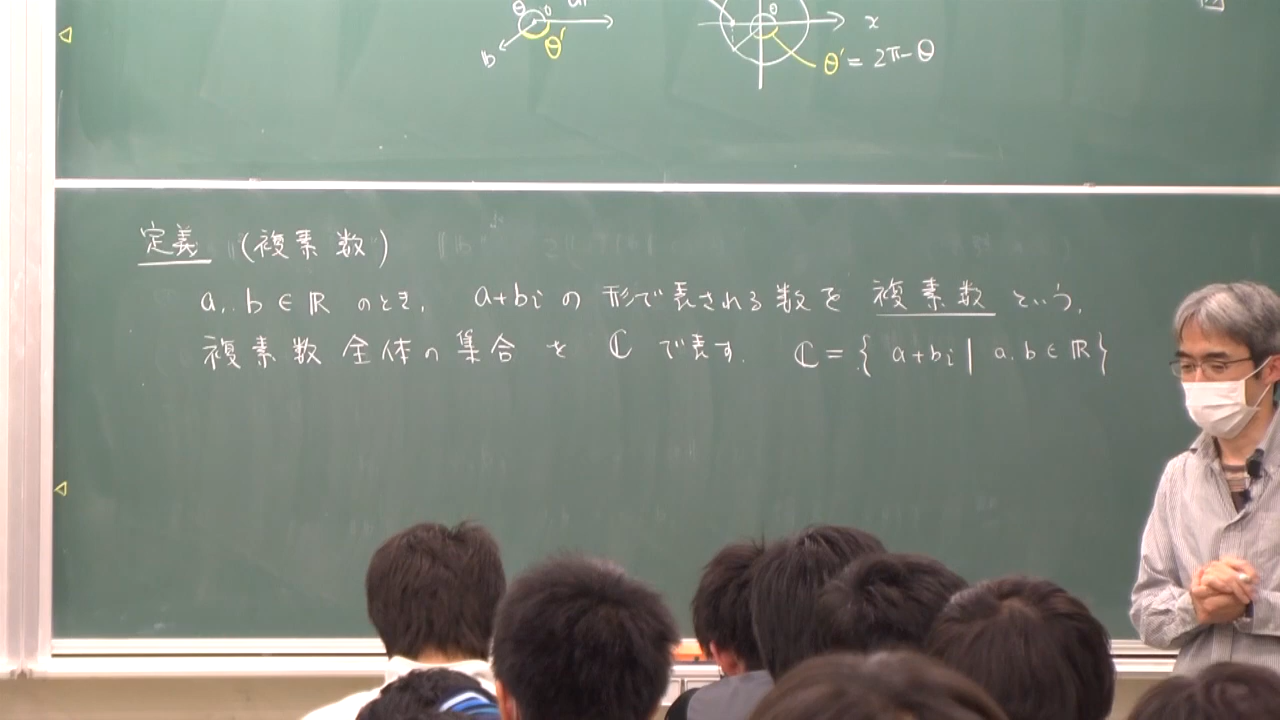 θ
b
θ'
θ
x
θ' = 2π-θ
定義 (複素数)
a, b ∈ ℝ のとき, a+bi の 形で表される数を 複素数 という,
複素数全体の集合を ℂ で表す. ℂ = { a+bi | a, b ∈ ℝ }